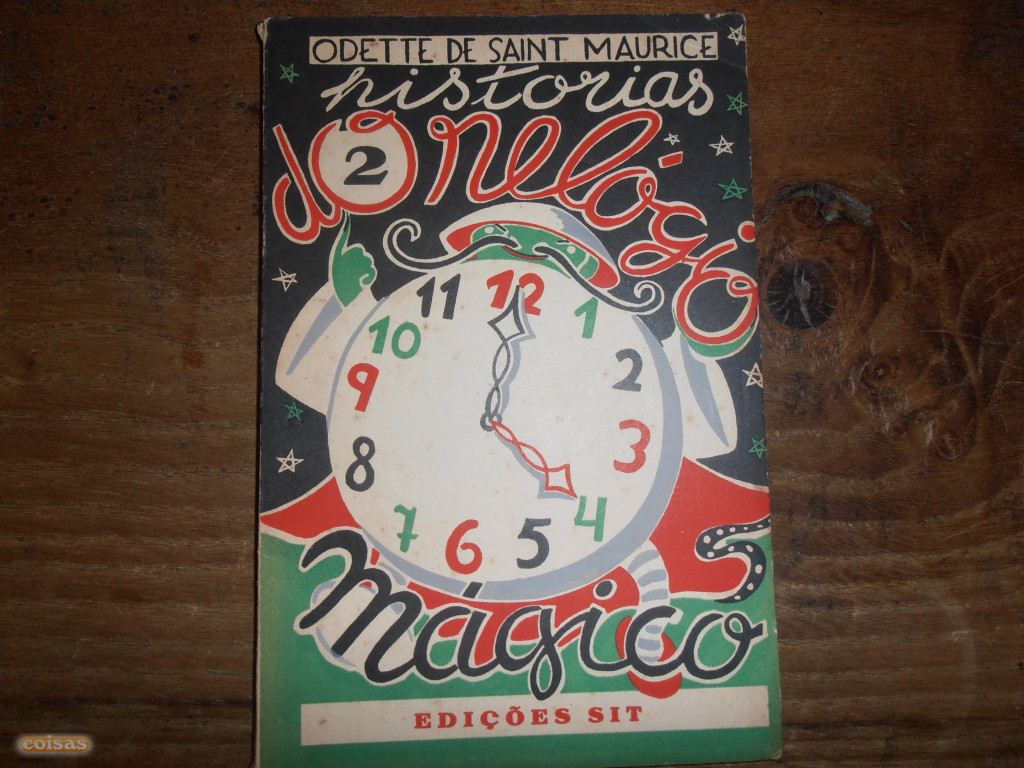 ODETTE DE SAINT MAURICE
histórias
do relógio
2
11 12 1
10 2
9 3
8 4
7 6 5
mágico
EDIÇÕES SIT
coisas